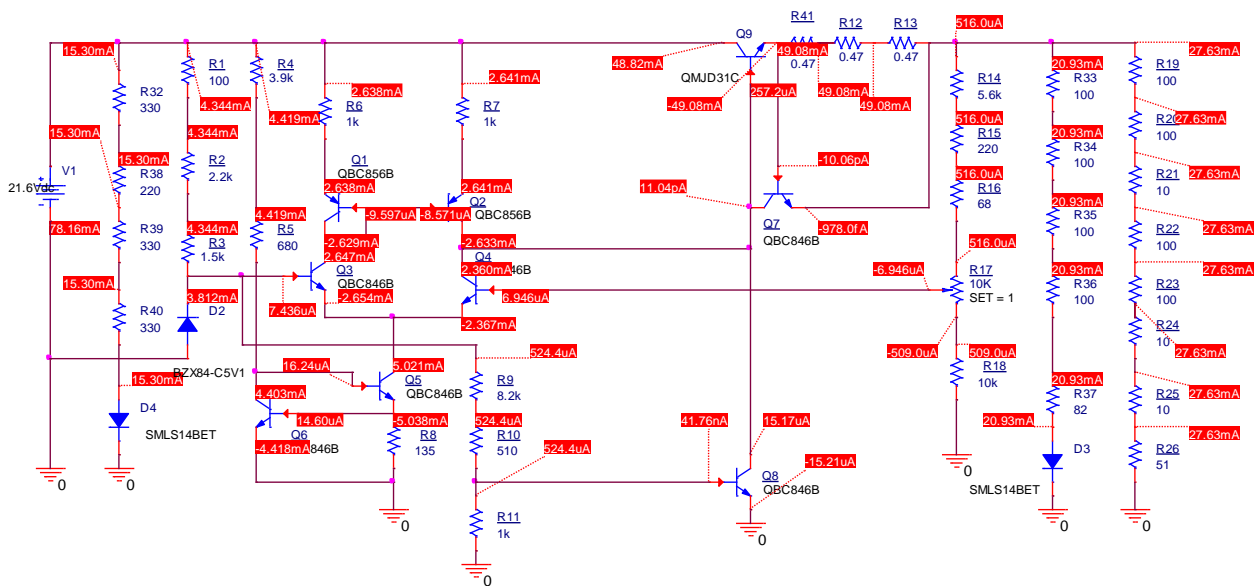 R41
R12
R13
516.0uA
15.30mA
Q9
R1
100
R4
3.9k
48.82mA
49.08mA
0.47
0.47
0.47
27.63mA
2.641mA
2.638mA
QMJD31C
20.93mA
R33
100
R19
100
R14
5.6k
R32
330
4.344mA
4.419mA
R6
1k
R7
1k
257.2uA
-49.08mA
49.08mA
49.08mA
516.0uA
R15
220
R20
100
27.63mA
15.30mA
4.344mA
20.93mA
R34
100
15.30mA
R38
220
R2
2.2k
Q1
QBC856B
-10.06pA
516.0uA
R16
68
R21
10
27.63mA
V1
21.6Vdc
2.638mA
2.641mA
Q2
QBC856B
-9.597uA
-8.571uA
11.04pA
4.419mA
20.93mA
R35
100
R22
100
27.63mA
78.16mA
R39
330
4.344mA
R3
1.5k
R5
680
-2.629mA
-2.633mA
Q7
QBC846B
-978.0fA
516.0uA
2.647mA
Q3
QBC846B
Q4
2.360mA
46B
-6.946uA
R17
10K
SET = 1
20.93mA
R36
100
R23
100
27.63mA
15.30mA
3.812mA
D2
7.436uA
-2.654mA
6.946uA
R40
330
-2.367mA
R24
10
-509.0uA
509.0uA
27.63mA
524.4uA
BZX84-C5V1
16.24uA
5.021mA
Q5
QBC846B
R9
8.2k
R18
10k
20.93mA
R37
82
15.30mA
4.403mA
R25
10
27.63mA
D4
SMLS14BET
14.60uA
-5.038mA
524.4uA
41.76nA
15.17uA
20.93mA
Q6
-4.418mA
846B
R8
135
R10
510
524.4uA
27.63mA
R26
51
D3
-15.21uA
SMLS14BET
Q8
QBC846B
0
0
0
R11
1k
0
0
0
0
0